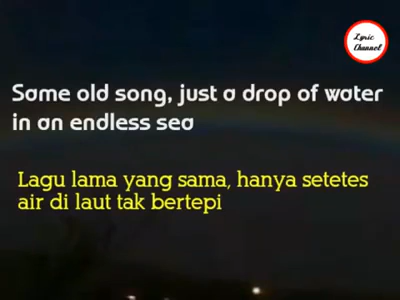 Lyric
Channel
Same old song, just a drop of water
in an endless sea
Lagu lama yang sama, hanya setetes
air di laut tak bertepi